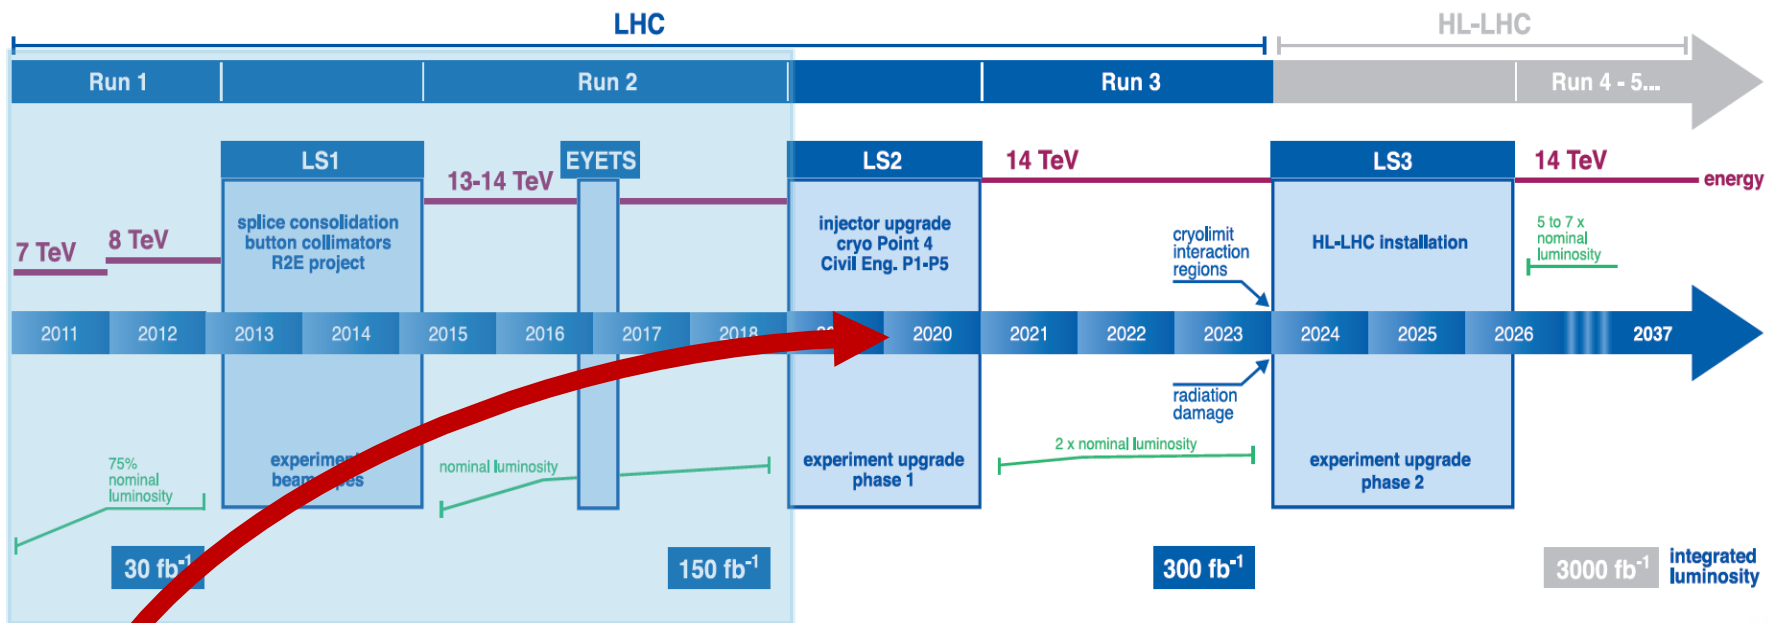 LHC
HL-LHC
Run 1
Run 2
Run 3
Run 4 - 5...
LS1
EYETS
LS2
14 TeV
LS3
14 TeV
13-14 TeV
energy
7 TeV
8 TeV
splice consolidation
button collimators
R2E project
injector upgrade
cryo Point 4
Civil Eng. P1-P5
cryolimit
interaction
regions
HL-LHC installation
5 to 7 x
nominal
luminosity
2011
2012
2013
2014
2015
2016
2017
2018
2020
2021
2022
2023
2024
2025
2026
2037
radiation
damage
75%
nominal
luminosity
nominal luminosity
experiment upgrade
phase 1
2 x nominal luminosity
experiment upgrade
phase 2
30 fb⁻¹
150 fb⁻¹
300 fb⁻¹
3000 fb⁻¹
integrated
luminosity